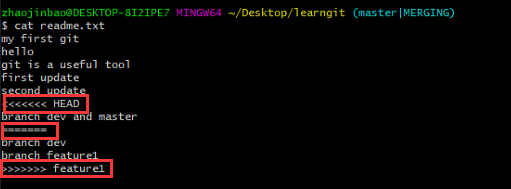 zhaojinbao@DESKTOP-8I2IPE7 MINGW64 ~/Desktop/learngit (master|MERGING)
$ cat readme.txt
my first git
hello
git is a useful tool
first update
second update
<<<<<<< HEAD
branch dev and master
=======
branch dev
branch feature1
>>>>>>> feature1